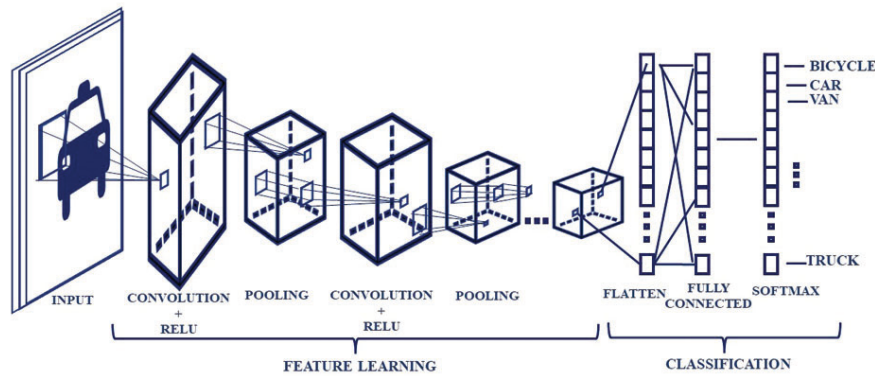 BICYCLE
CAR
VAN
TRUCK
INPUT
CONVOLUTION
+
RELU
POOLING
CONVOLUTION
+
RELU
POOLING
FLATTEN
FULLY
CONNECTED
SOFTMAX
FEATURE LEARNING
CLASSIFICATION